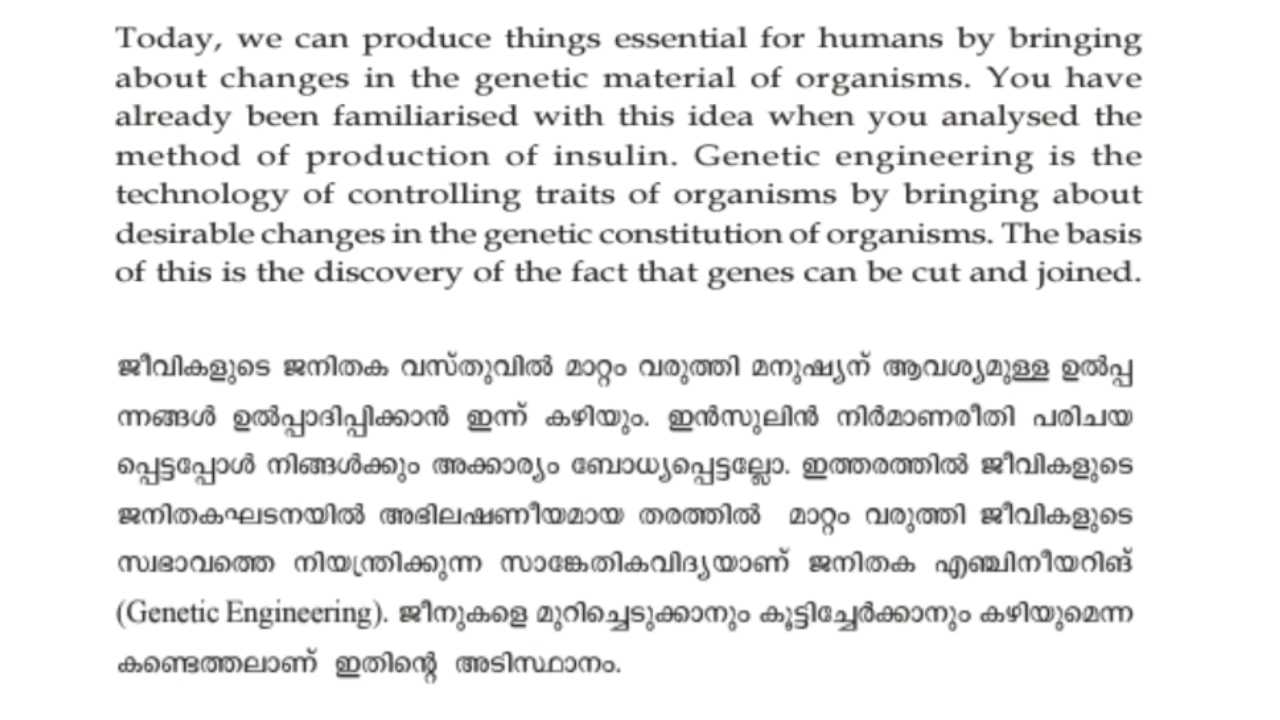 Today, we can produce things essential for humans by bringing
about changes in the genetic material of organisms. You have
already been familiarised with this idea when you analysed the
method of production of insulin. Genetic engineering is the
technology of controlling traits of organisms by bringing about
desirable changes in the genetic constitution of organisms. The basis
of this is the discovery of the fact that genes can be cut and joined.
ജീവികളുടെ ജനിതക വസ്തുവിൽ മാറ്റം വരുത്തി മനുഷ്യന് ആവശ്യമുള്ള ഉൽപ്പ
ന്നങ്ങൾ ഉൽപ്പാദിപ്പിക്കാൻ ഇന്ന് കഴിയും. ഇൻസുലിൻ നിർമാണരീതി പരിചയ
പ്പെട്ടപ്പോൾ നിങ്ങൾക്കും അക്കാര്യം ബോധ്യപ്പെട്ടല്ലോ. ഇത്തരത്തിൽ ജീവികളുടെ
ജനിതകഘടനയിൽ അഭിലഷണീയമായ തരത്തിൽ മാറ്റം വരുത്തി ജീവികളുടെ
സ്വഭാവത്തെ നിയന്ത്രിക്കുന്ന സാങ്കേതികവിദ്യയാണ് ജനിതക എഞ്ചിനീയറിങ്
(Genetic Engineering). ജീനുകളെ മുറിച്ചെടുക്കാനും കൂട്ടിച്ചേർക്കാനും കഴിയുമെന്ന
കണ്ടെത്തലാണ് ഇതിന്റെ അടിസ്ഥാനം.